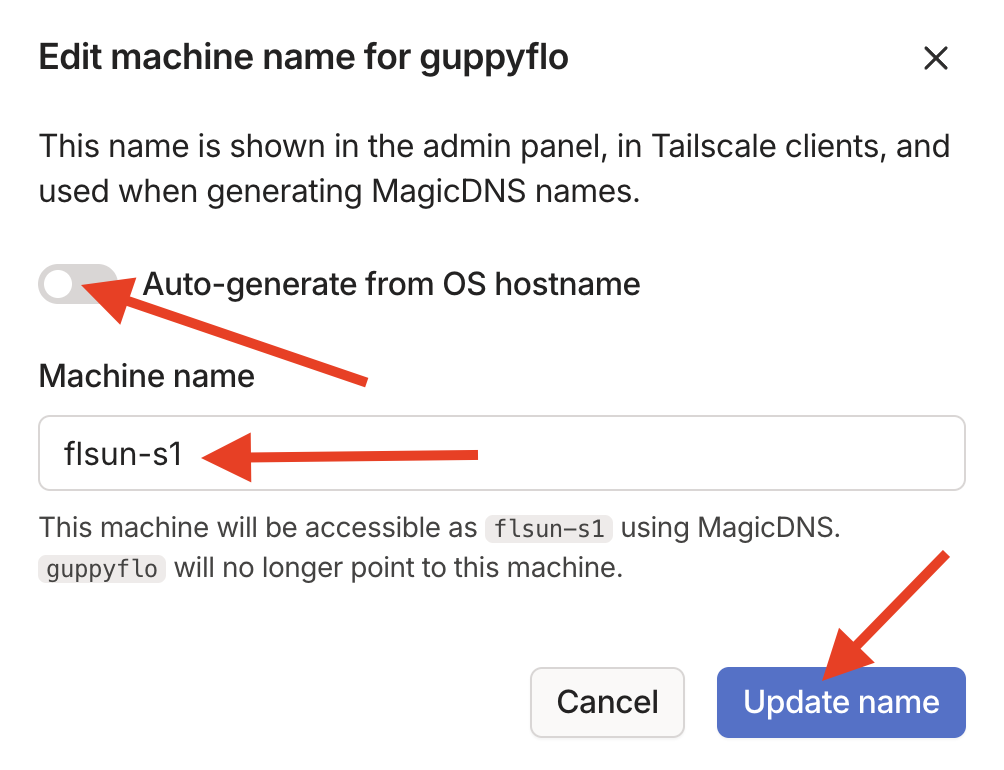 Edit machine name for guppyflo
This name is shown in the admin panel, in Tailscale clients, and
used when generating MagicDNS names.
Auto-generate from OS hostname
Machine name
flsun-s1
This machine will be accessible as flsun-s1 using MagicDNS.
guppyflo will no longer point to this machine.
Cancel
Update name